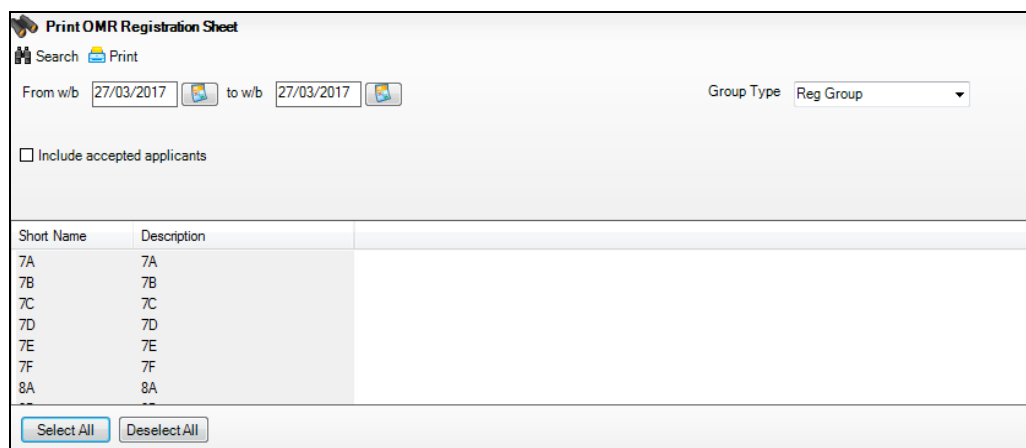 Print OMR Registration Sheet
Search Print
From w/b 27/03/2017 to w/b 27/03/2017 Group Type Reg Group
Include accepted applicants
Short Name Description
7A 7A
7B 7B
7C 7C
7D 7D
7E 7E
7F 7F
8A 8A
Select All Deselect All